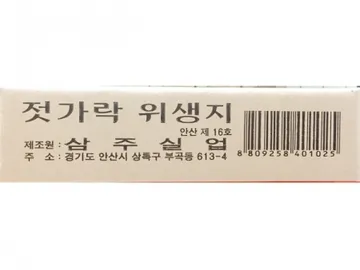 젓가락 위생지
안산 제 16호
제조원 : 삼주실업
주 소 : 경기도 안산시 상록구 부곡동 613-4
8 809258 401025